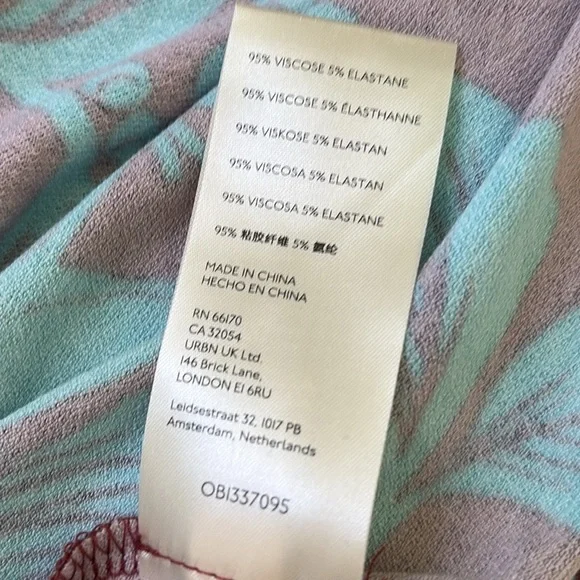 95% VISCOSE 5% ELASTANE
95% VISCOSE 5% ÉLASTHANNE
95% VISKOSE 5% ELASTAN
95% VISCOSA 5% ELASTAN
95% VISCOSA 5% ELASTANE
95% 粘胶纤维 5% 氨纶
MADE IN CHINA
HECHO EN CHINA
RN 66170
CA 32054
URBN UK Ltd.
146 Brick Lane,
LONDON E1 6RU
Leidsestraat 32, 1017 PB
Amsterdam, Netherlands
OB1337095